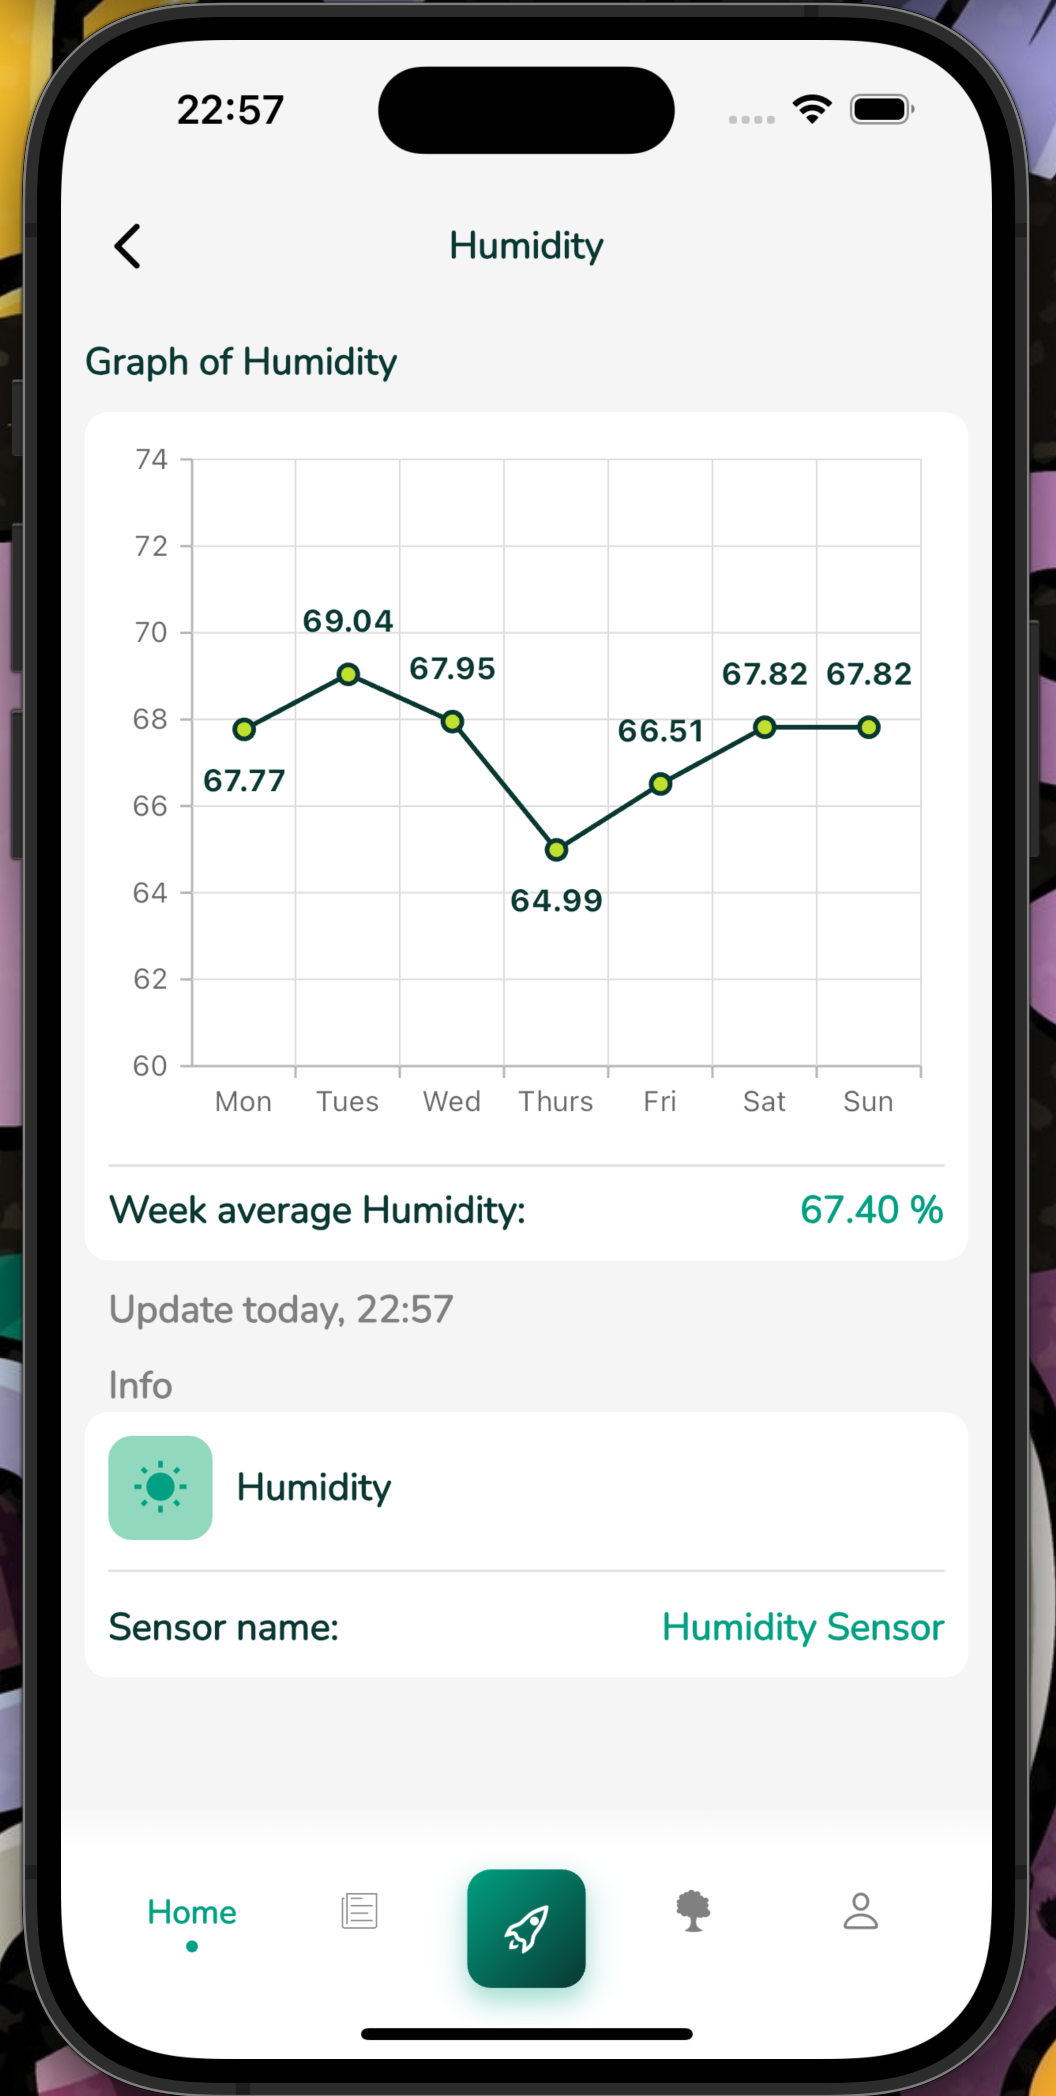 22:57
Humidity
Graph of Humidity
74
72
70
68
66
64
62
60
67.77
69.04
67.95
64.99
66.51
67.82
67.82
Mon Tues Wed Thurs Fri Sat Sun
Week average Humidity: 67.40 %
Update today, 22:57
Info
Humidity
Sensor name: Humidity Sensor
Home